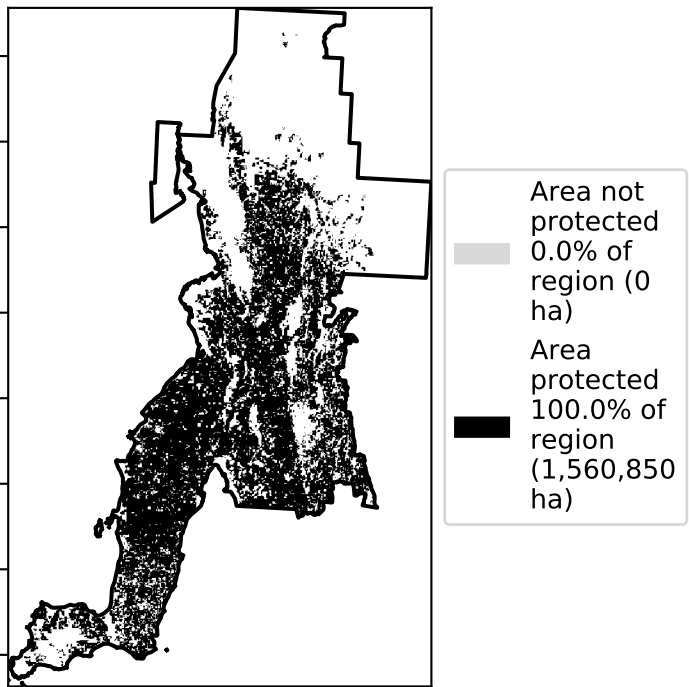 Area not
protected
0.0% of
region (0
ha)
Area
protected
100.0% of
region
(1,560,850
ha)